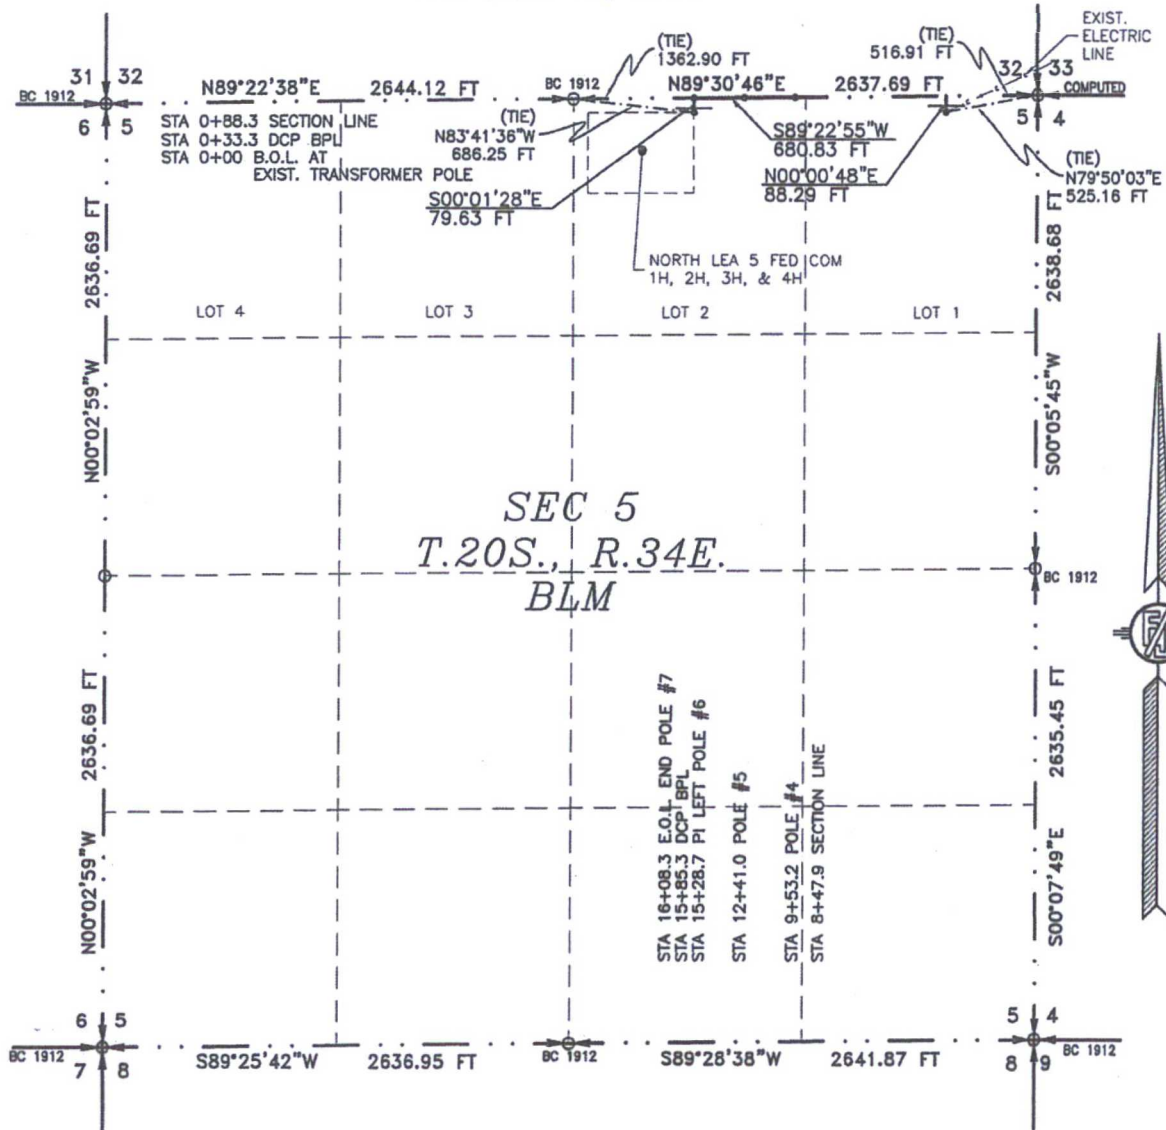 EXIST.
ELECTRIC
LINE
(TIE)
1362.90 FT
(TIE)
516.91 FT
31 32
32 33
BC 1912
N89°22'38"E 2644.12 FT
BC 1912
N89°30'46"E 2637.69 FT
COMPUTED
6 5
5 4
STA 0+88.3 SECTION LINE
STA 0+33.3 DCP BPL
STA 0+00 B.O.L. AT
EXIST. TRANSFORMER POLE
(TIE)
N83°41'36"W
686.25 FT
S89°22'55"W
680.83 FT
N00°00'48"E
88.29 FT
(TIE)
N79°50'03"E
525.16 FT
S00°01'28"E
79.63 FT
NORTH LEA 5 FED COM
1H, 2H, 3H, & 4H
2636.69 FT
2638.68 FT
LOT 4
LOT 3
LOT 2
LOT 1
N00°02'59"W
S00°05'45"W
SEC 5
T.20S., R.34E.
BLM
BC 1912
2636.69 FT
2635.45 FT
STA 16+08.3 E.O.L. END POLE #7
STA 15+85.3 DCP BPL
STA 15+28.7 PI LEFT POLE #6
STA 12+41.0 POLE #5
STA 9+53.2 POLE #4
STA 8+47.9 SECTION LINE
N00°02'59"W
S00°07'49"E
6 5
5 4
BC 1912
S89°25'42"W 2636.95 FT
BC 1912
S89°28'38"W 2641.87 FT
BC 1912
7 8
8 9